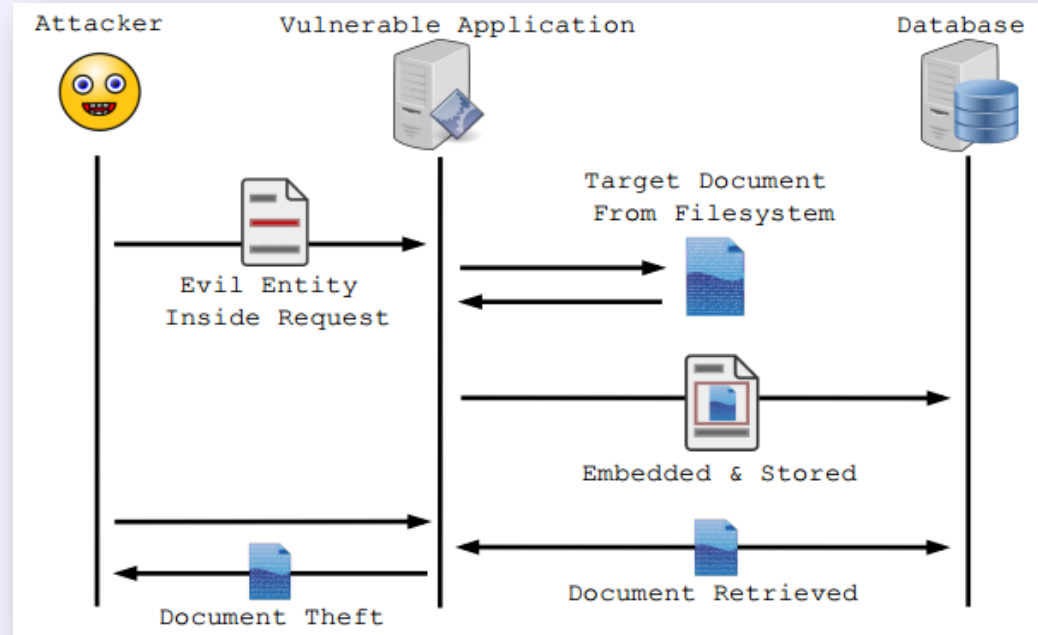 Attacker
Vulnerable Application
Database
Target Document
From Filesystem
Evil Entity
Inside Request
Embedded & Stored
Document Retrieved
Document Theft